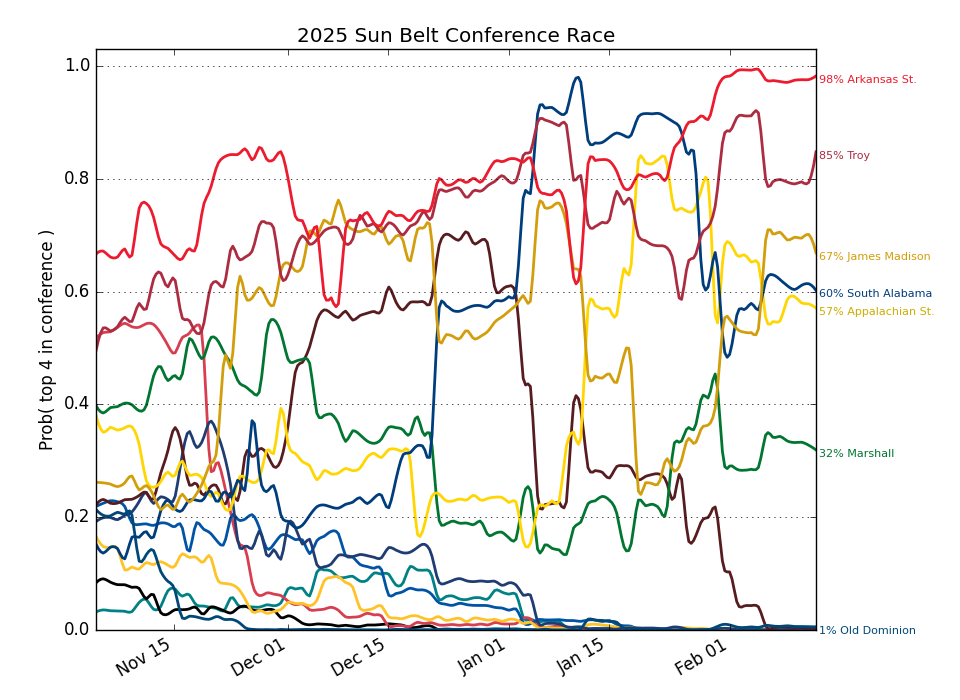 2025 Sun Belt Conference Race
Prob( top 4 in conference )
1.0
0.8
0.6
0.4
0.2
0.0
Nov 15
Dec 01
Dec 15
Jan 01
Jan 15
Feb 01
98% Arkansas St.
85% Troy
67% James Madison
60% South Alabama
57% Appalachian St.
32% Marshall
1% Old Dominion